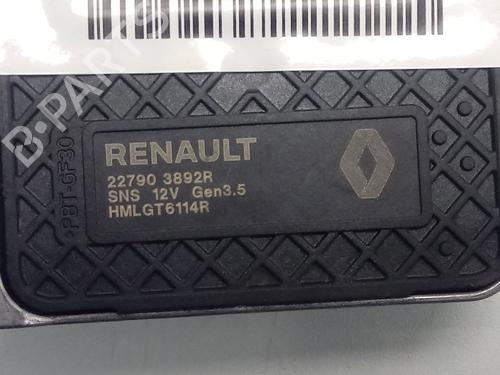 B-PARTS
>PBT-GF30
RENAULT
22790 3892R
SNS 12V Gen3.5
HMLGT6114R